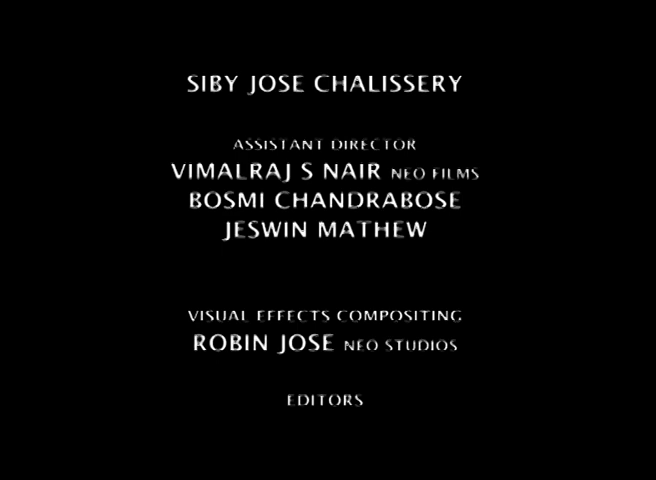 SIBY JOSE CHALISSERY
ASSISTANT DIRECTOR
VIMALRAJ S NAIR NEO FILMS
BOSMI CHANDRABOSE
JESWIN MATHEW
VISUAL EFFECTS COMPOSITING
ROBIN JOSE NEO STUDIOS
EDITORS